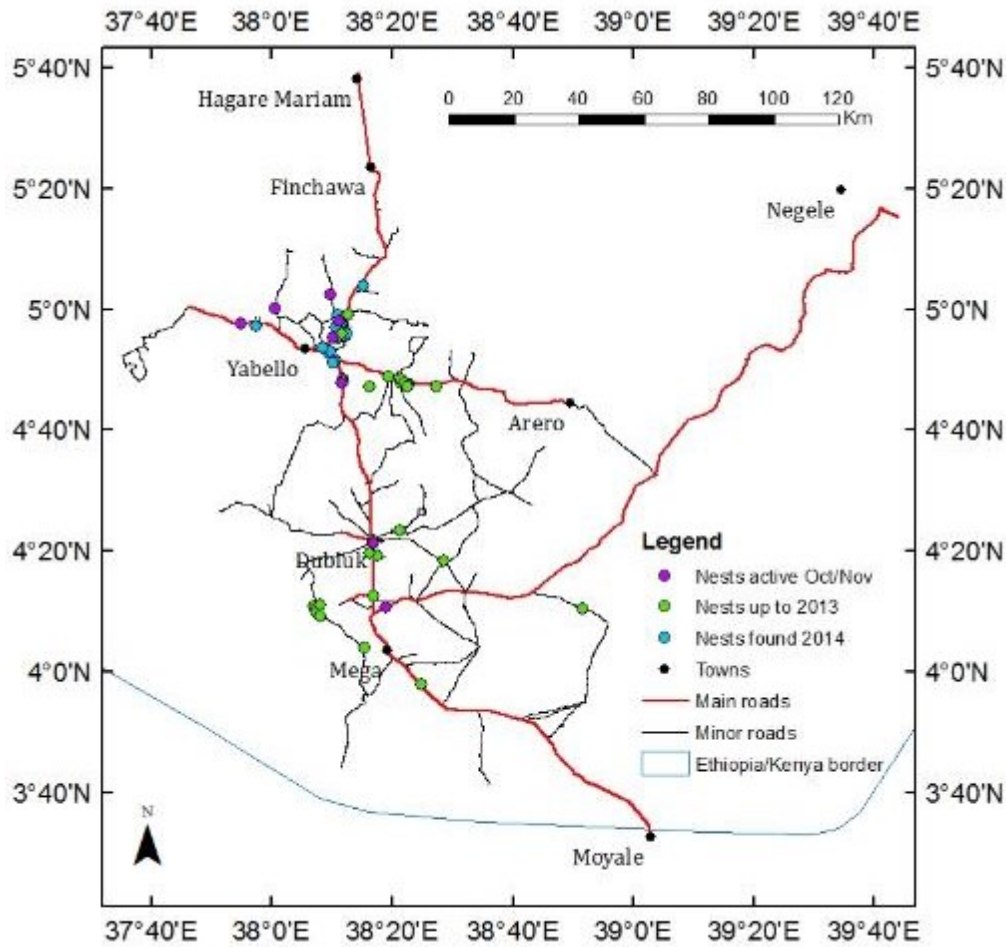 37°40'E 38°0'E 38°20'E 38°40'E 39°0'E 39°20'E 39°40'E
5°40'N 5°40'N
Hagare Mariam
0 20 40 60 80 100 120
Km
Finchawa
5°20'N 5°20'N
Negele
5°0'N 5°0'N
Yabello
Arero
4°40'N 4°40'N
Legend
4°20'N 4°20'N
Dubluk
Nests active Oct/Nov
Nests up to 2013
Nests found 2014
Mega
4°0'N 4°0'N
Towns
Main roads
Minor roads
Ethiopia/Kenya border
3°40'N 3°40'N
N
Moyale
37°40'E 38°0'E 38°20'E 38°40'E 39°0'E 39°20'E 39°40'E